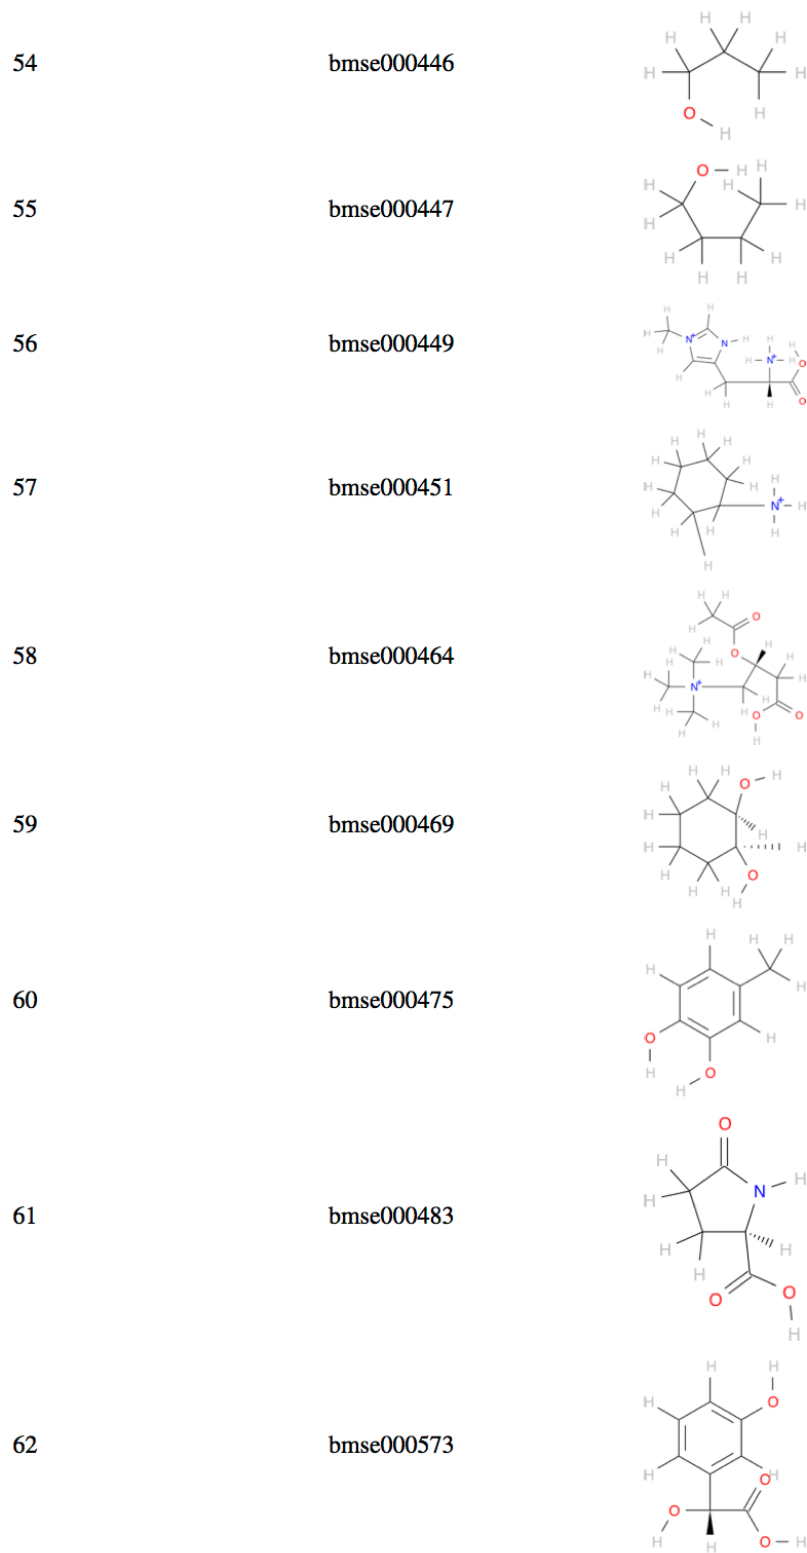 H H
H H
54 bmse000446 H H
O H
H
O H H
H H
55 bmse000447 H
H
H H
H H
H H
H N+ H
56 bmse000449 H N H H H
H H N+ H O
H
H H H O
H H
H H
H H
57 bmse000451 H H H
N+ H
H H H H
H
H H
O
H
O H
H H
58 bmse000464 H H H
H N+ H
H H H H H O O
H H
H H O H
H
59 bmse000469 H
H H
H H H O
H
H H H
H
60 bmse000475 H
O H
H O
H
O
H
H N H
61 bmse000483
H H
H
O O
H
H H
H O
62 bmse000573
H H
O
O
H H O H